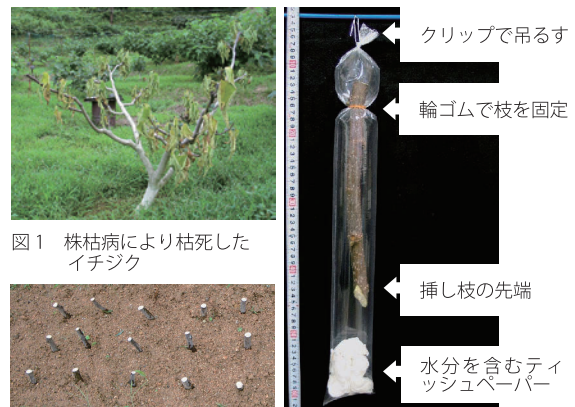 クリップで吊るす
輪ゴムで枝を固定
挿し枝の先端
水分を含むティ
ッシュペーパー
図１　株枯病により枯死した
イチジク